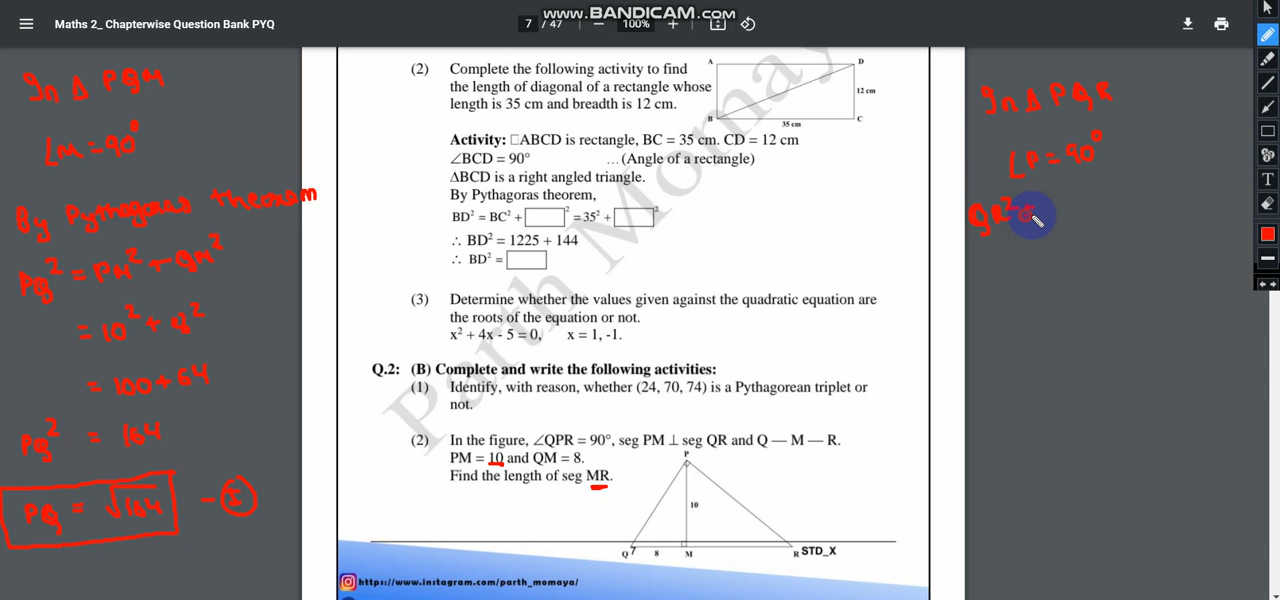 www.BANDICAM.com
Maths 2_ Chapterwise Question Bank PYQ
7 / 47
100%
In Δ PQM
∠M = 90°
By Pythagoras theorem
PQ² = PM² + QM²
= 10² + 8²
= 100 + 64
PQ² = 164
PQ = √164 - I
(2) Complete the following activity to find
the length of diagonal of a rectangle whose
length is 35 cm and breadth is 12 cm.
A
D
12 cm
B
35 cm
C
Activity: □ABCD is rectangle, BC = 35 cm. CD = 12 cm
∠BCD = 90° …(Angle of a rectangle)
ΔBCD is a right angled triangle.
By Pythagoras theorem,
BD² = BC² + □² = 35² + □²
∴ BD² = 1225 + 144
∴ BD² = □
(3) Determine whether the values given against the quadratic equation are
the roots of the equation or not.
x² + 4x - 5 = 0, x = 1, -1.
Q.2: (B) Complete and write the following activities:
(1) Identify, with reason, whether (24, 70, 74) is a Pythagorean triplet or
not.
(2) In the figure, ∠QPR = 90°, seg PM ⊥ seg QR and Q — M — R.
PM = 10 and QM = 8.
Find the length of seg MR.
P
10
Q
8
M
R
STD_X
https://www.instagram.com/parth_momaya/
Parth Momay
In Δ PQR
∠P = 90°
QR²